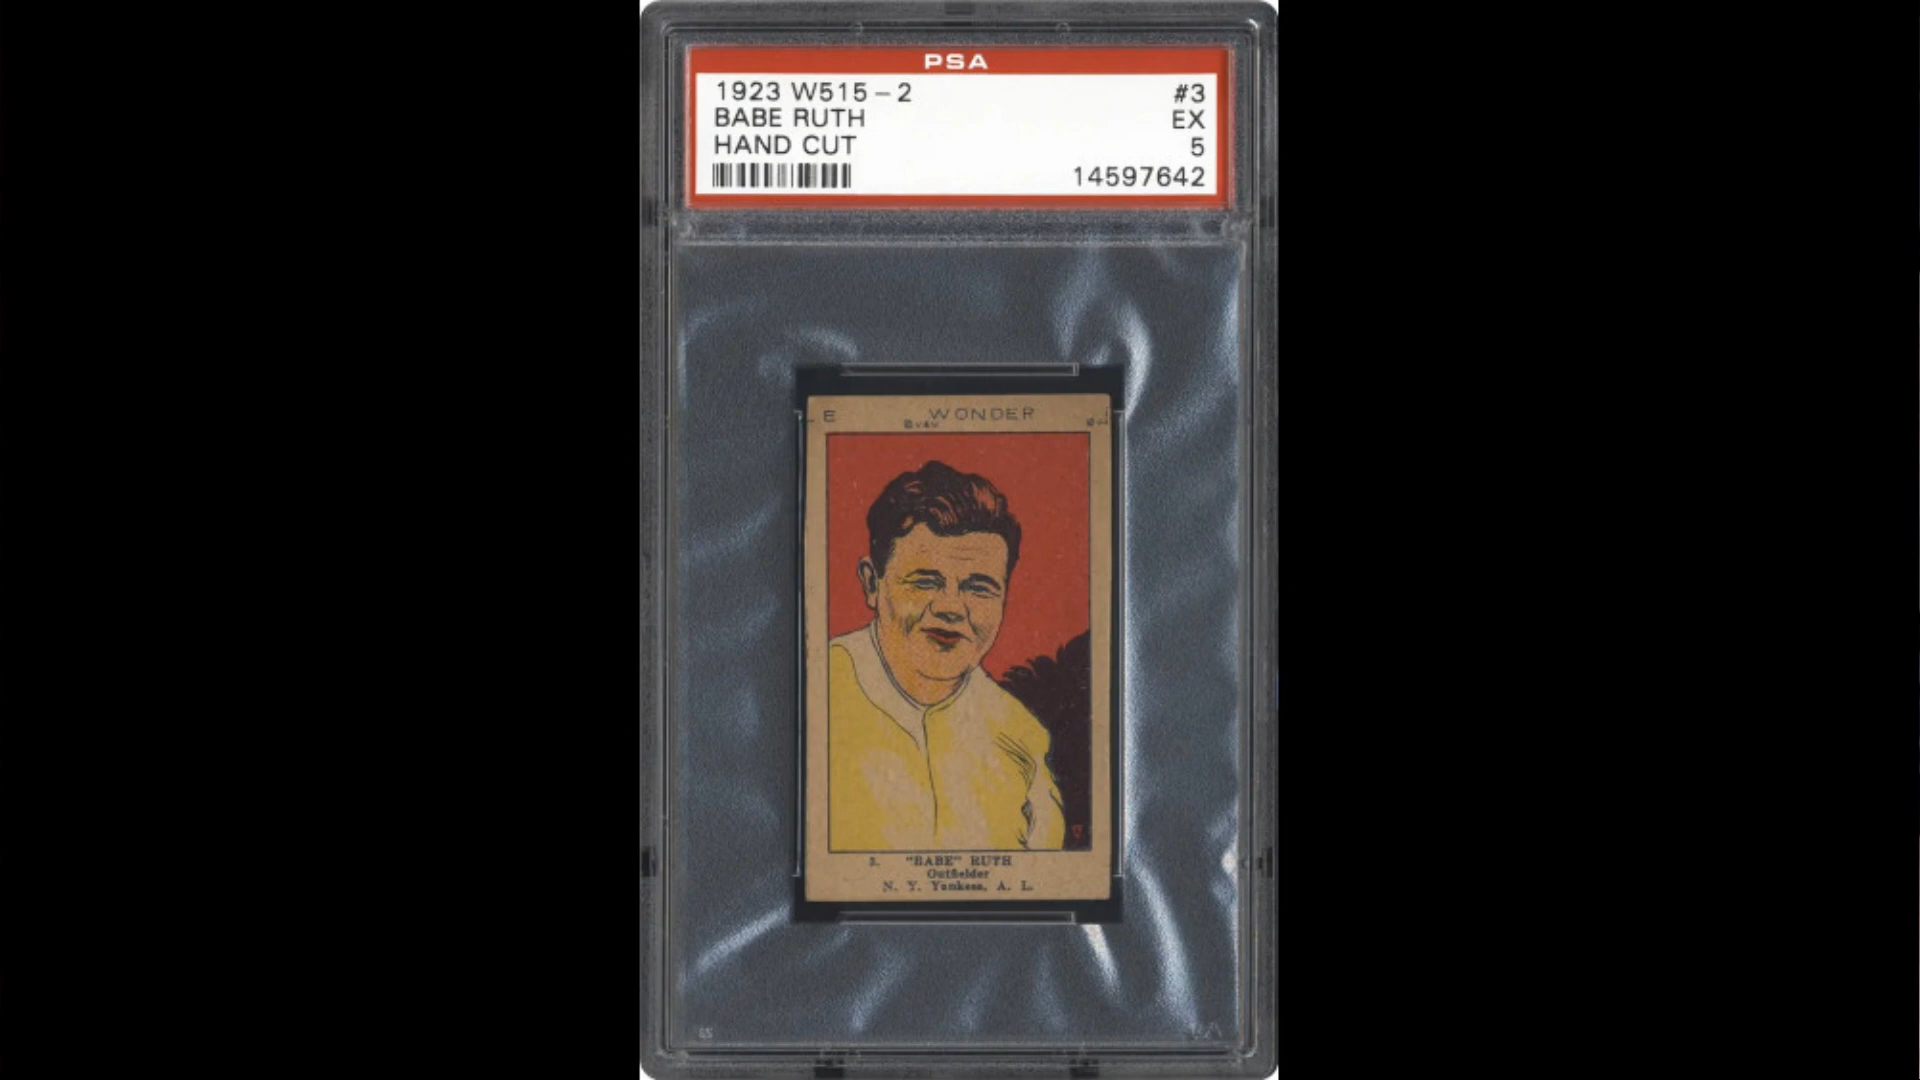 PSA
1923 W515-2 #3
BABE RUTH EX
HAND CUT 5
14597642
E WONDER
3. "BABE" RUTH
Outfielder
N. Y. Yankees, A. L.